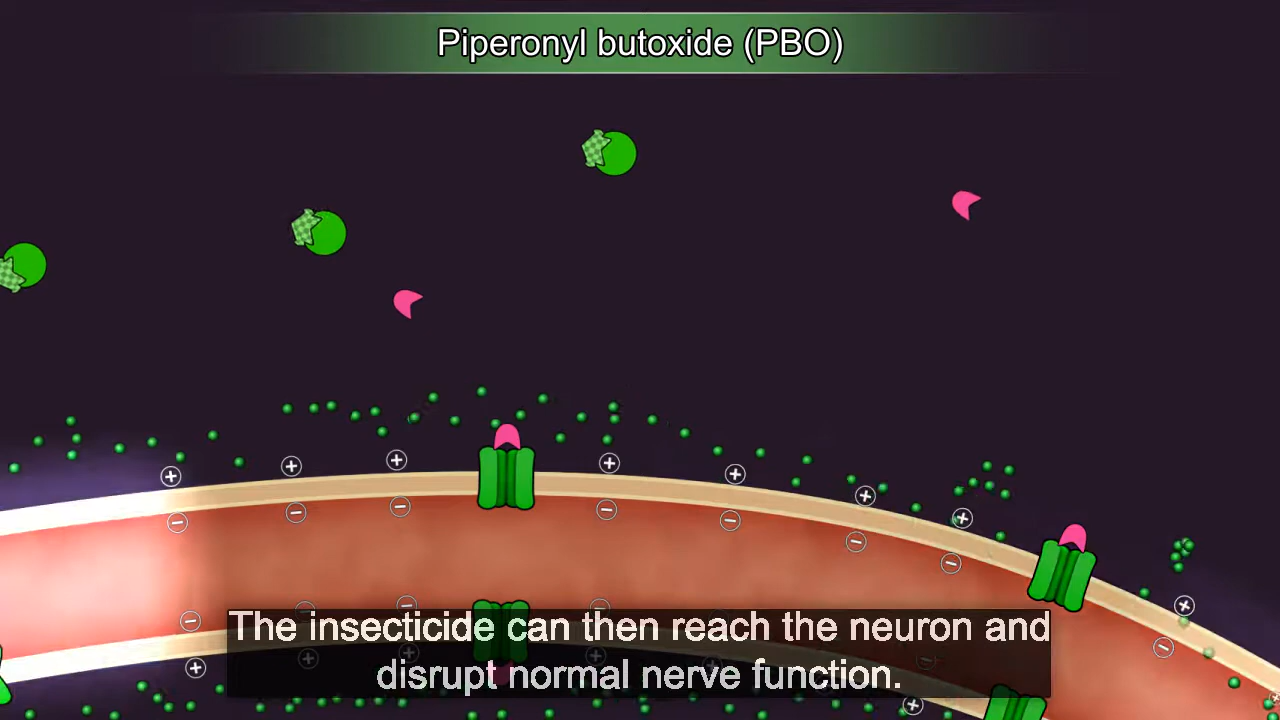 Piperonyl butoxide (PBO)
The insecticide can then reach the neuron and
disrupt normal nerve function.